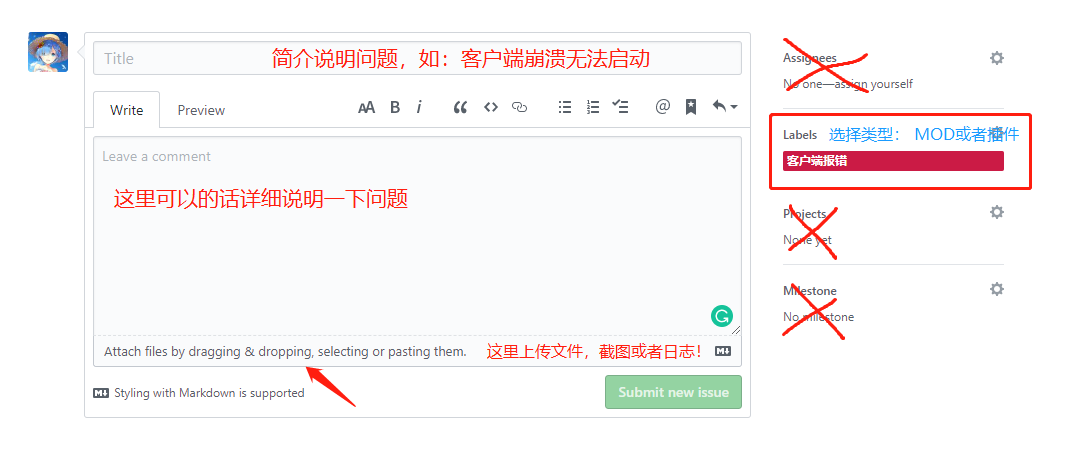 Title 简介说明问题，如：客户端崩溃无法启动
Write Preview
AA B i @
Leave a comment
这里可以的话详细说明一下问题
Attach files by dragging & dropping, selecting or pasting them. 这里上传文件，截图或者日志！
Styling with Markdown is supported
Submit new issue
Assignees
No one—assign yourself
Labels 选择类型： MOD或者插件
客户端报错
Projects
None yet
Milestone
No milestone